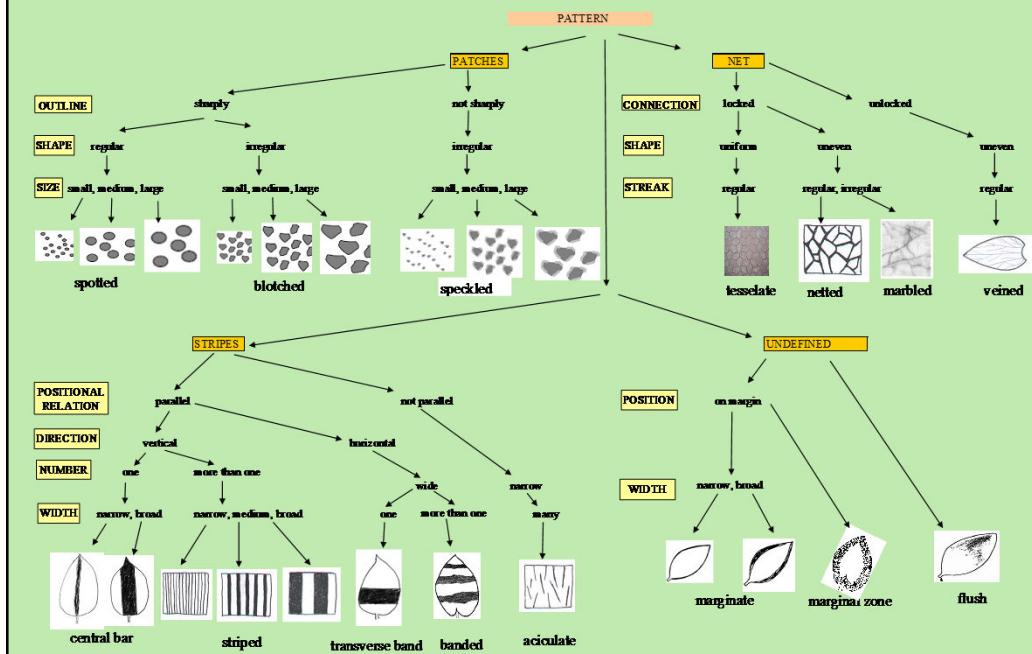 PATTERN
PATCHES
NET
OUTLINE
sharply
not sharply
CONNECTION
locked
unlocked
SHAPE
regular
irregular
irregular
SHAPE
uniform
uneven
uneven
SIZE
small, medium, large
small, medium, large
small, medium, large
STREAK
regular
regular, irregular
regular
spotted
blotched
speckled
tesselate
netted
marbled
veined
STRIPES
UNDEFINED
POSITIONAL
RELATION
parallel
not parallel
POSITION
on margin
DIRECTION
vertical
horizontal
NUMBER
one
more than one
wide
narrow
WIDTH
narrow, broad
WIDTH
narrow, broad
narrow, medium, broad
one
more than one
many
central bar
striped
transverse band
banded
aciculate
marginate
marginal zone
flush